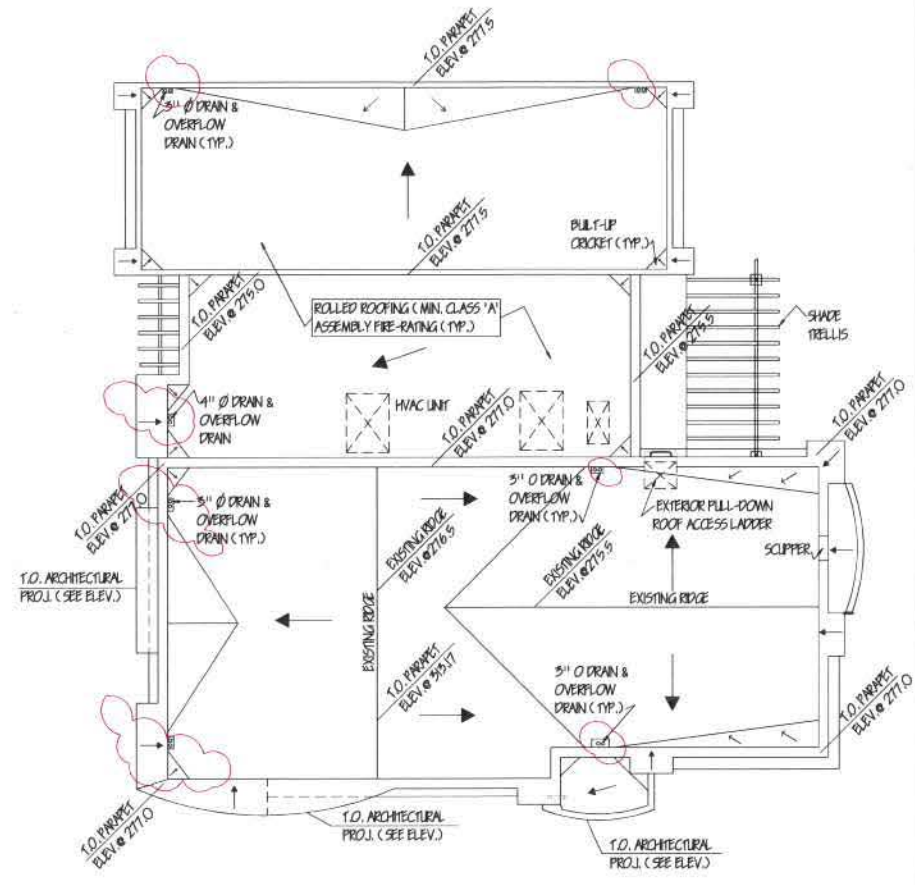 T.O. PARAPET
ELEV.@ 277.5
3" Ø DRAIN &
OVERFLOW
DRAIN (TYP.)
T.O. PARAPET
ELEV.@ 277.5
BUILT-UP
CRICKET (TYP.)
T.O. PARAPET
ELEV.@ 275.0
ROLLED ROOFING (MIN. CLASS 'A'
ASSEMBLY FIRE-RATING (TYP.)
T.O. PARAPET
ELEV.@ 275.5
SHADE
TRELLIS
4" Ø DRAIN &
OVERFLOW
DRAIN
HVAC UNIT
T.O. PARAPET
ELEV.@ 277.0
T.O. PARAPET
ELEV.@ 277.0
T.O. PARAPET
ELEV.@ 277.0
3" Ø DRAIN &
OVERFLOW
DRAIN (TYP.)
3" O DRAIN &
OVERFLOW
DRAIN (TYP.)
EXTERIOR PULL-DOWN
ROOF ACCESS LADDER
SCUPPER
EXISTING RIDGE
ELEV.@ 276.5
EXISTING RIDGE
ELEV.@ 275.5
T.O. ARCHITECTURAL
PROJ. (SEE ELEV.)
EXISTING RIDGE
EXISTING RIDGE
T.O. PARAPET
ELEV.@ 313.17
3" O DRAIN &
OVERFLOW
DRAIN (TYP.)
T.O. PARAPET
ELEV.@ 277.0
T.O. PARAPET
ELEV.@ 277.0
T.O. ARCHITECTURAL
PROJ. (SEE ELEV.)
T.O. ARCHITECTURAL
PROJ. (SEE ELEV.)